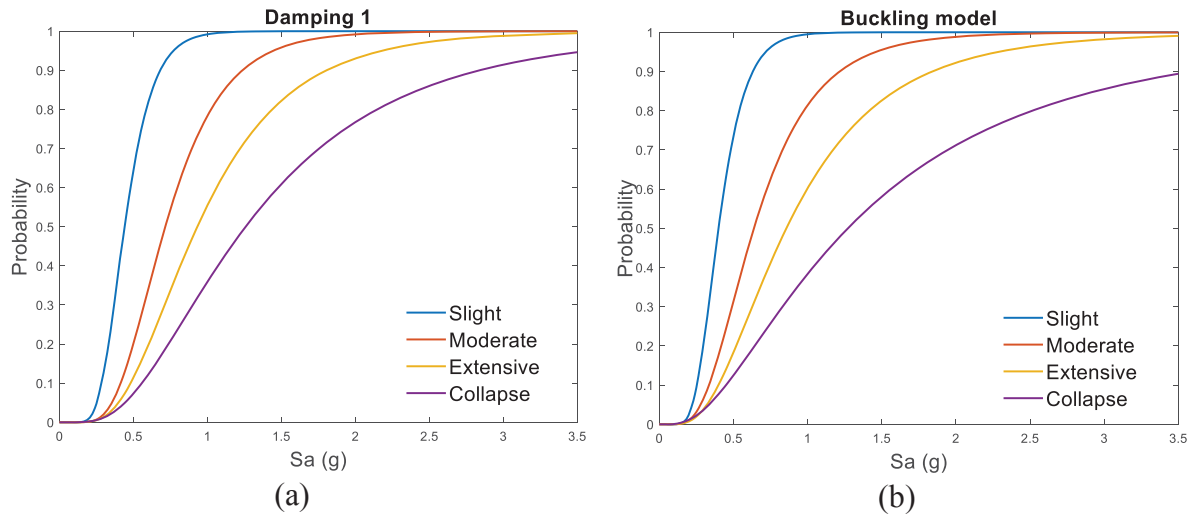 Damping 1
1
0.9
0.8
0.7
0.6
0.5
0.4
0.3
0.2
0.1
0
Probability
0 0.5 1 1.5 2 2.5 3 3.5
Sa (g)
Slight
Moderate
Extensive
Collapse
(a)
Buckling model
1
0.9
0.8
0.7
0.6
0.5
0.4
0.3
0.2
0.1
0
Probability
0 0.5 1 1.5 2 2.5 3 3.5
Sa (g)
Slight
Moderate
Extensive
Collapse
(b)